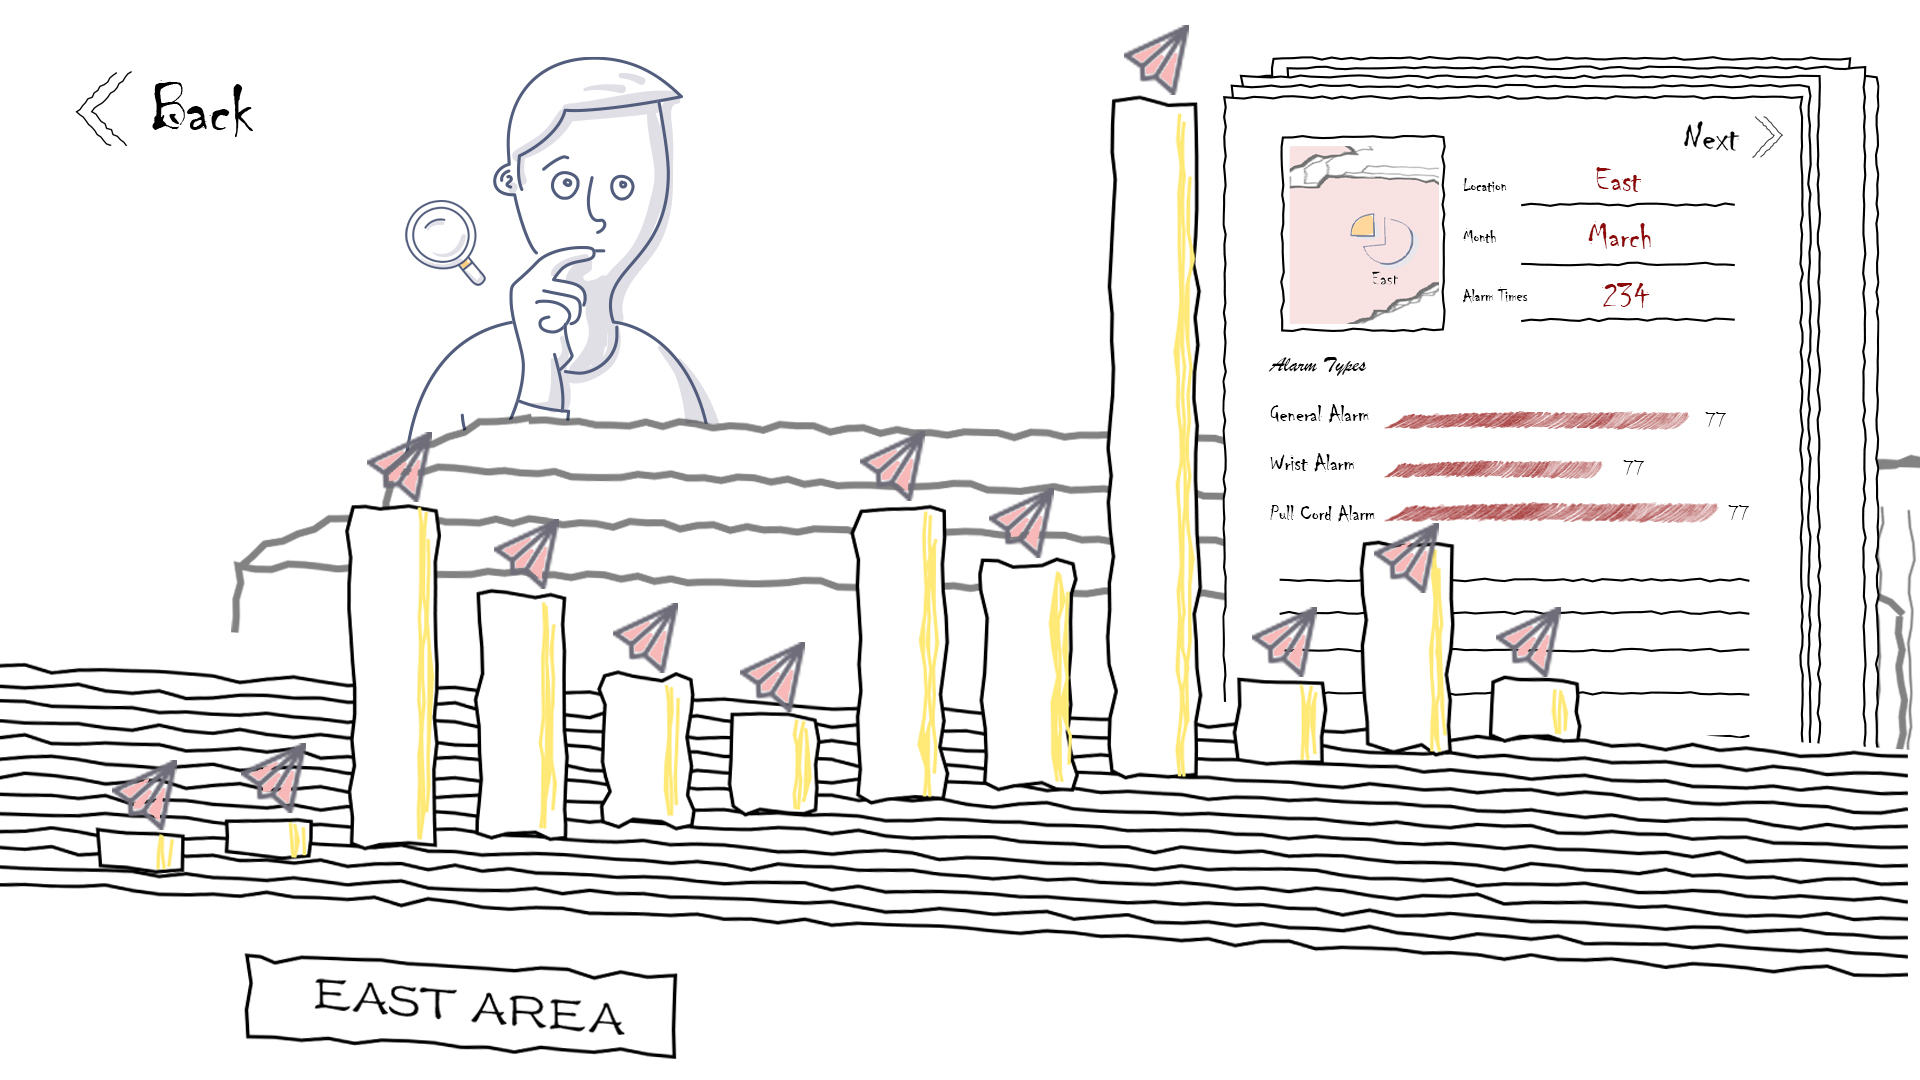 Back
Next
Location East
Month March
Alarm Times 234
East
Alarm Types
General Alarm 77
Wrist Alarm 77
Pull Cord Alarm 77
EAST AREA